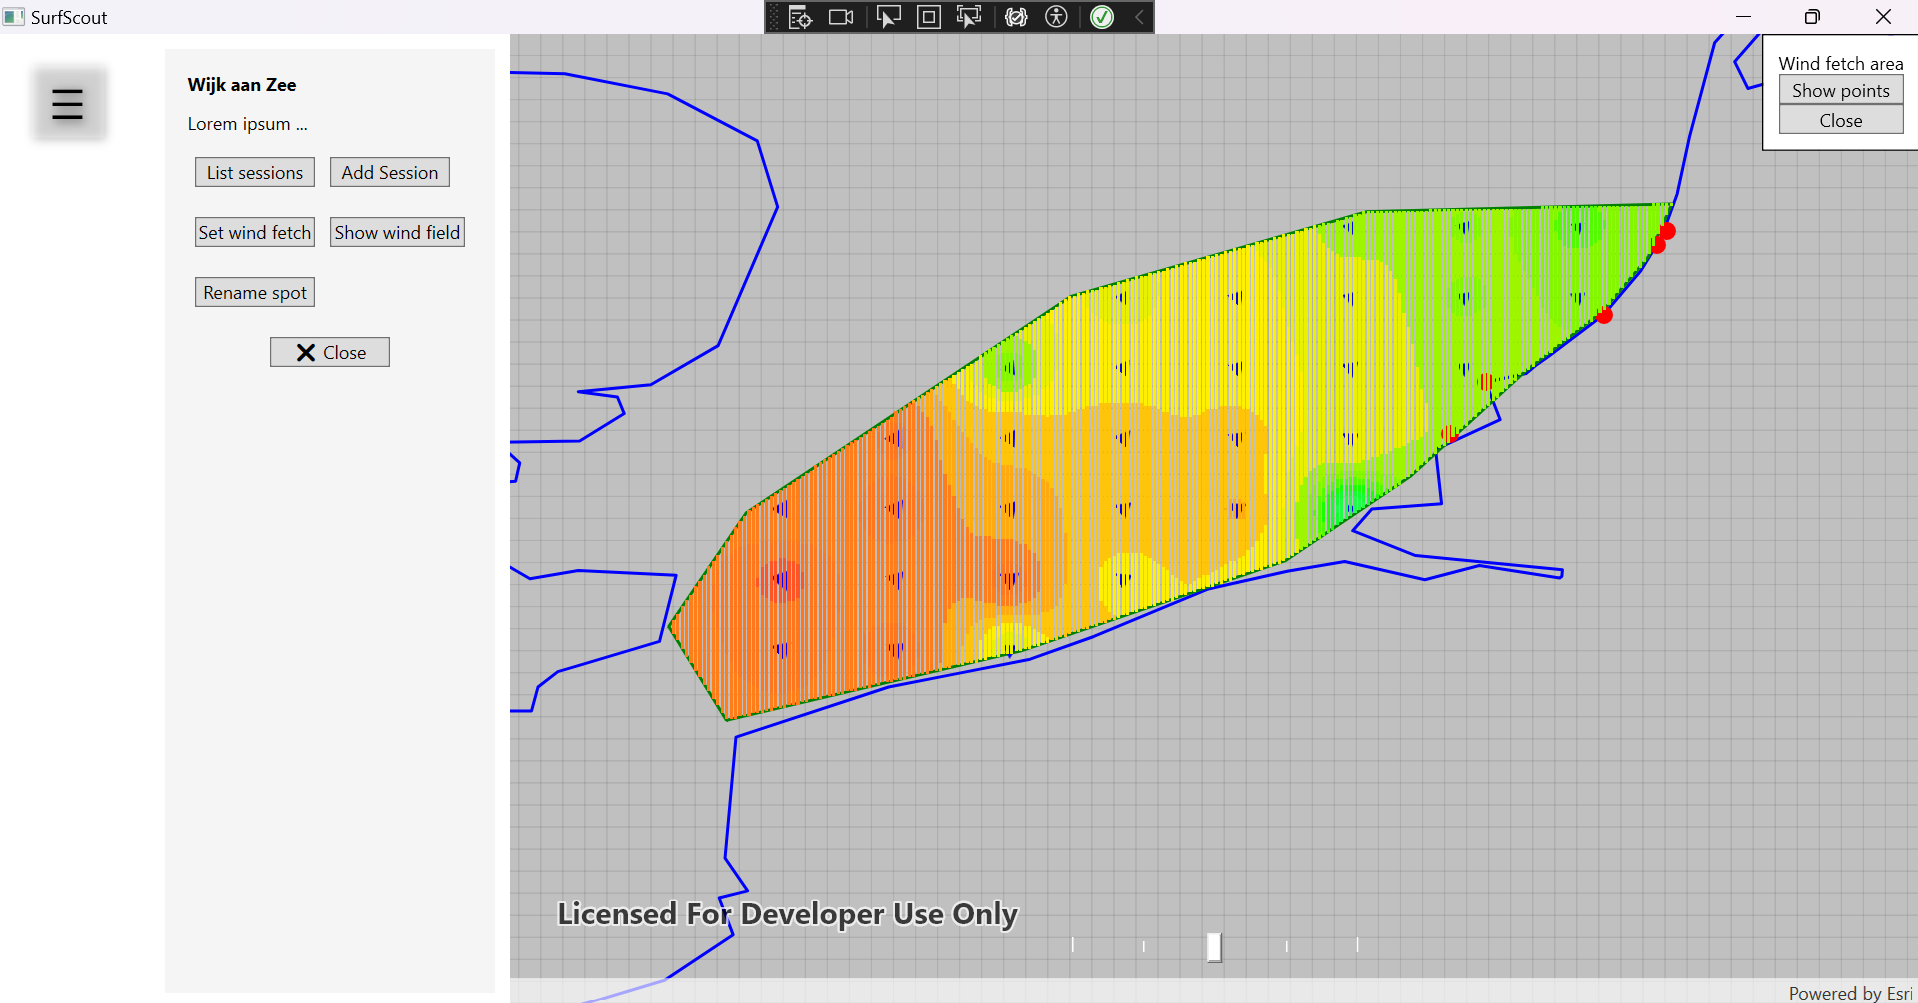 SurfScout
Wijk aan Zee
Lorem ipsum ...
List sessions
Add Session
Set wind fetch
Show wind field
Rename spot
Close
Wind fetch area
Show points
Close
Licensed For Developer Use Only
Powered by Esri